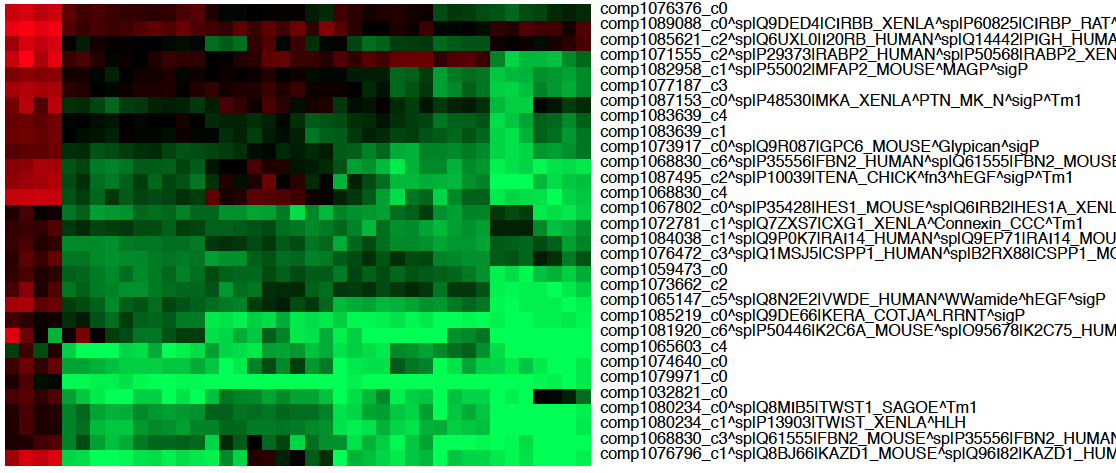 comp1076376_c0
comp1089088_c0^sp|Q9DED4|CIRBB_XENLA^sp|P60825|CIRBP_RAT^
comp1085621_c2^sp|Q6UXL0|I20RB_HUMAN^sp|Q14442|PIGH_HUMA
comp1071555_c2^sp|P29373|RABP2_HUMAN^sp|P50568|RABP2_XEN
comp1082958_c1^sp|P55002|MFAP2_MOUSE^MAGP^sigP
comp1077187_c3
comp1087153_c0^sp|P48530|MKA_XENLA^PTN_MK_N^sigP^Tm1
comp1083639_c4
comp1083639_c1
comp1073917_c0^sp|Q9R087|GPC6_MOUSE^Glypican^sigP
comp1068830_c6^sp|P35556|FBN2_HUMAN^sp|Q61555|FBN2_MOUSE
comp1087495_c2^sp|P10039|TENA_CHICK^fn3^hEGF^sigP^Tm1
comp1068830_c4
comp1067802_c0^sp|P35428|HES1_MOUSE^sp|Q6IRB2|HES1A_XENL
comp1072781_c1^sp|Q7ZXS7|CXG1_XENLA^Connexin_CCC^Tm1
comp1084038_c1^sp|Q9P0K7|RAI14_HUMAN^sp|Q9EP71|RAI14_MOU
comp1076472_c3^sp|Q1MSJ5|CSPP1_HUMAN^sp|B2RX88|CSPP1_MO
comp1059473_c0
comp1073662_c2
comp1065147_c5^sp|Q8N2E2|VWDE_HUMAN^WWamide^hEGF^sigP
comp1085219_c0^sp|Q9DE66|KERA_COTJA^LRRNT^sigP
comp1081920_c6^sp|P50446|K2C6A_MOUSE^sp|O95678|K2C75_HUM
comp1065603_c4
comp1074640_c0
comp1079971_c0
comp1032821_c0
comp1080234_c0^sp|Q8MIB5|TWST1_SAGOE^Tm1
comp1080234_c1^sp|P13903|TWIST_XENLA^HLH
comp1068830_c3^sp|Q61555|FBN2_MOUSE^sp|P35556|FBN2_HUMAN
comp1076796_c1^sp|Q8BJ66|KAZD1_MOUSE^sp|Q96I82|KAZD1_HUM